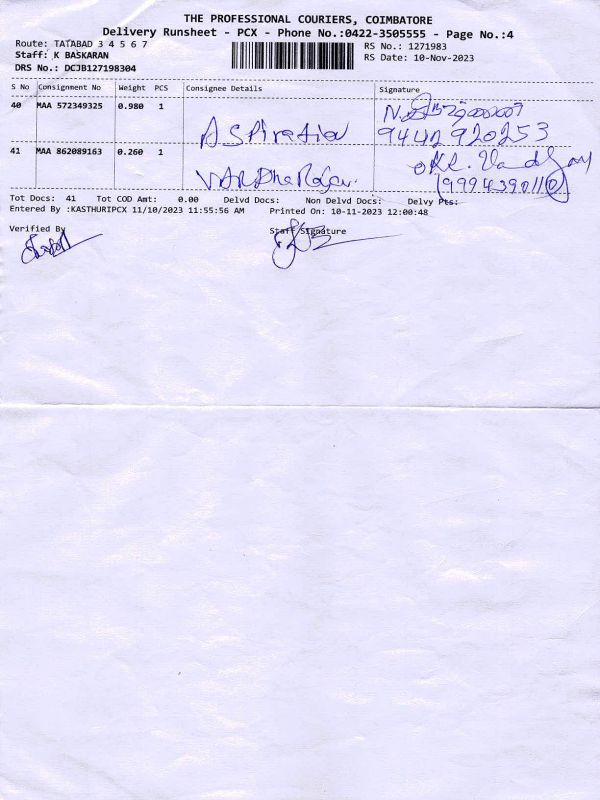 THE PROFESSIONAL COURIERS, COIMBATORE
Delivery Runsheet - PCX - Phone No.:0422-3505555 - Page No.:4
Route: TATABAD 3 4 5 6 7 RS No.: 1271983
Staff: K BASKARAN RS Date: 10-Nov-2023
DRS No.: DCJB127198304
S No Consignment No Weight PCS Consignee Details Signature
40 MAA 572349325 0.980 1
ASPiration 9442920253
41 MAA 862089163 0.260 1
VARDhaRaJan. (9994390110)
Tot Docs: 41 Tot COD Amt: 0.00 Delvd Docs: Non Delvd Docs: Delvy Pts:
Entered By :KASTHURIPCX 11/10/2023 11:55:56 AM Printed On: 10-11-2023 12:00:48
Verified By Staff Signature